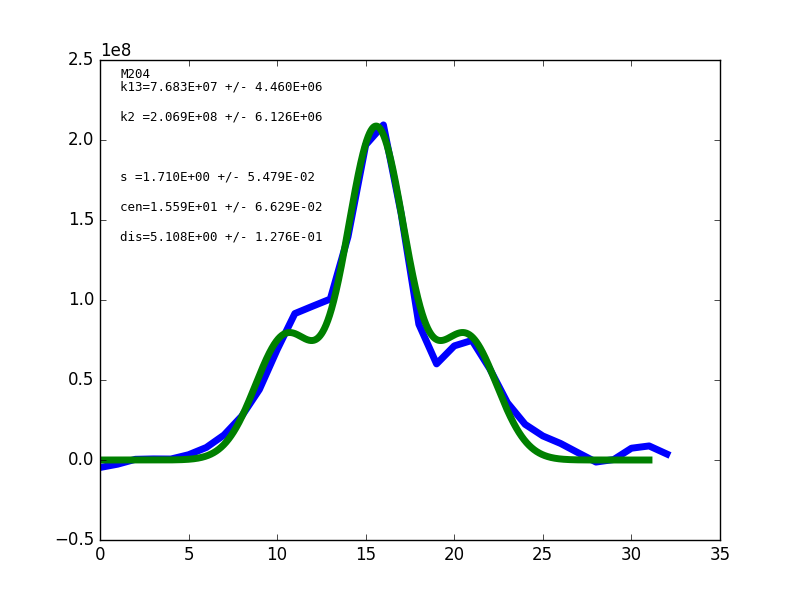 1e8
2.5
M204
k13=7.683E+07 +/- 4.460E+06
k2 =2.069E+08 +/- 6.126E+06
2.0
s =1.710E+00 +/- 5.479E-02
cen=1.559E+01 +/- 6.629E-02
1.5
dis=5.108E+00 +/- 1.276E-01
1.0
0.5
0.0
−0.5
0 5 10 15 20 25 30 35